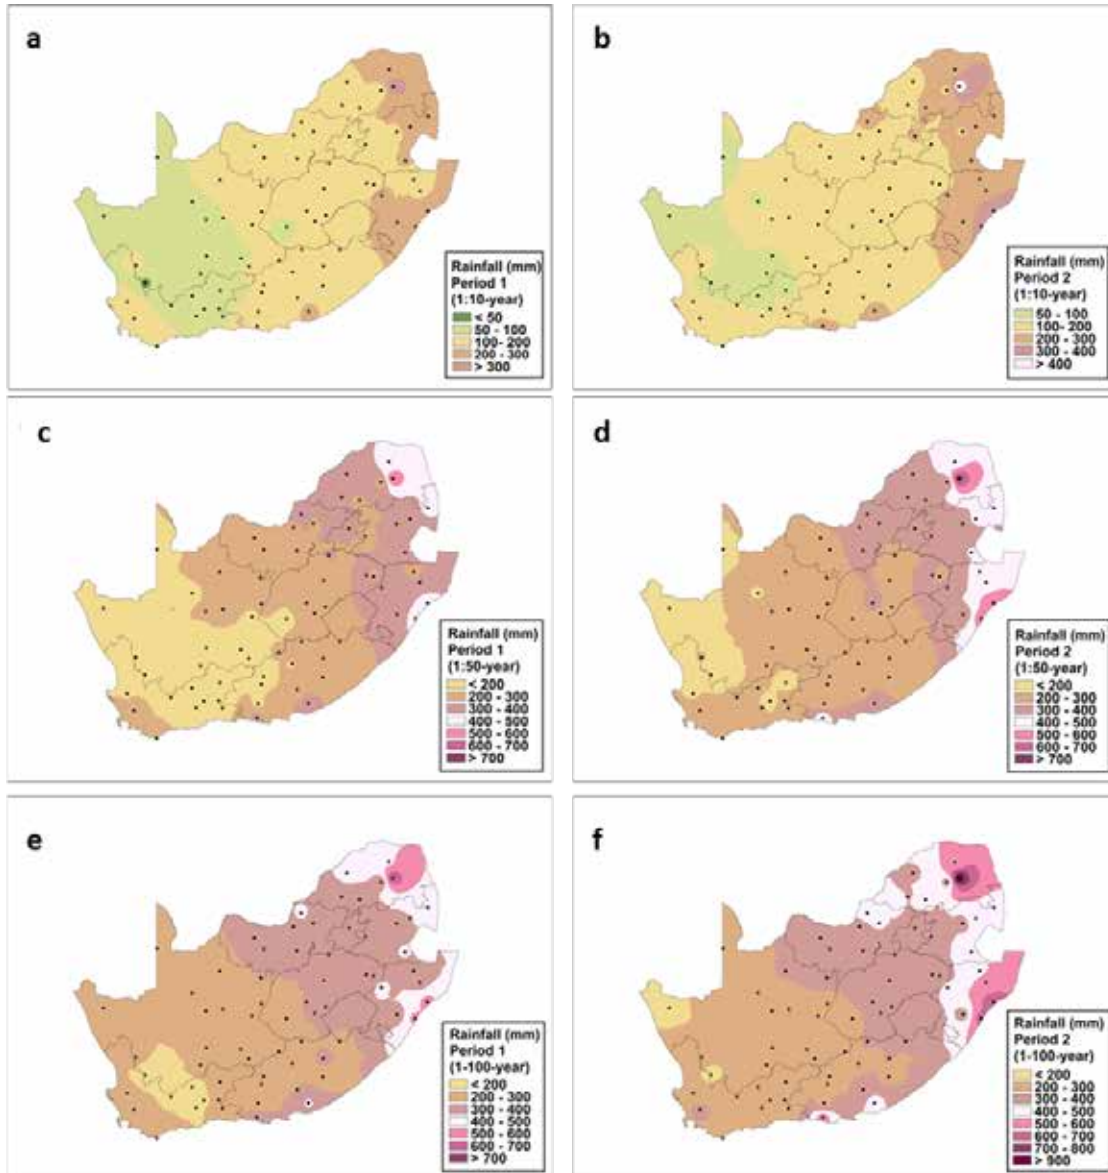 a
Rainfall (mm)
Period 1
(1:10-year)
< 50
50 - 100
100- 200
200 - 300
> 300
b
Rainfall (mm)
Period 2
(1:10-year)
50 - 100
100- 200
200 - 300
300 - 400
> 400
c
Rainfall (mm)
Period 1
(1:50-year)
< 200
200 - 300
300 - 400
400 - 500
500 - 600
600 - 700
> 700
d
Rainfall (mm)
Period 2
(1:50-year)
< 200
200 - 300
300 - 400
400 - 500
500 - 600
600 - 700
> 700
e
Rainfall (mm)
Period 1
(1-100-year)
< 200
200 - 300
300 - 400
400 - 500
500 - 600
600 - 700
> 700
f
Rainfall (mm)
Period 2
(1-100-year)
< 200
200 - 300
300 - 400
400 - 500
500 - 600
600 - 700
700 - 800
> 900